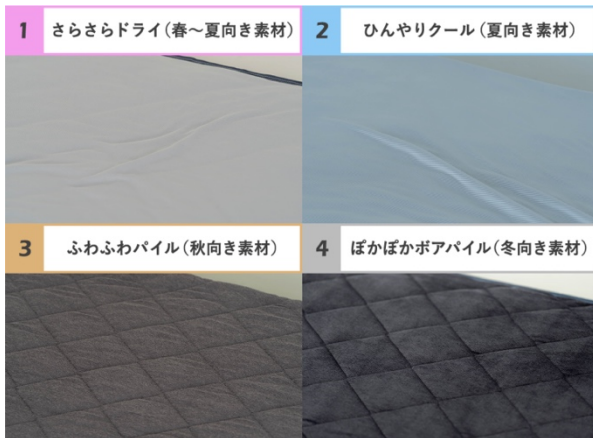 1 さらさらドライ(春〜夏向き素材)
2 ひんやりクール(夏向き素材)
3 ふわふわパイル(秋向き素材)
4 ぽかぽかボアパイル(冬向き素材)